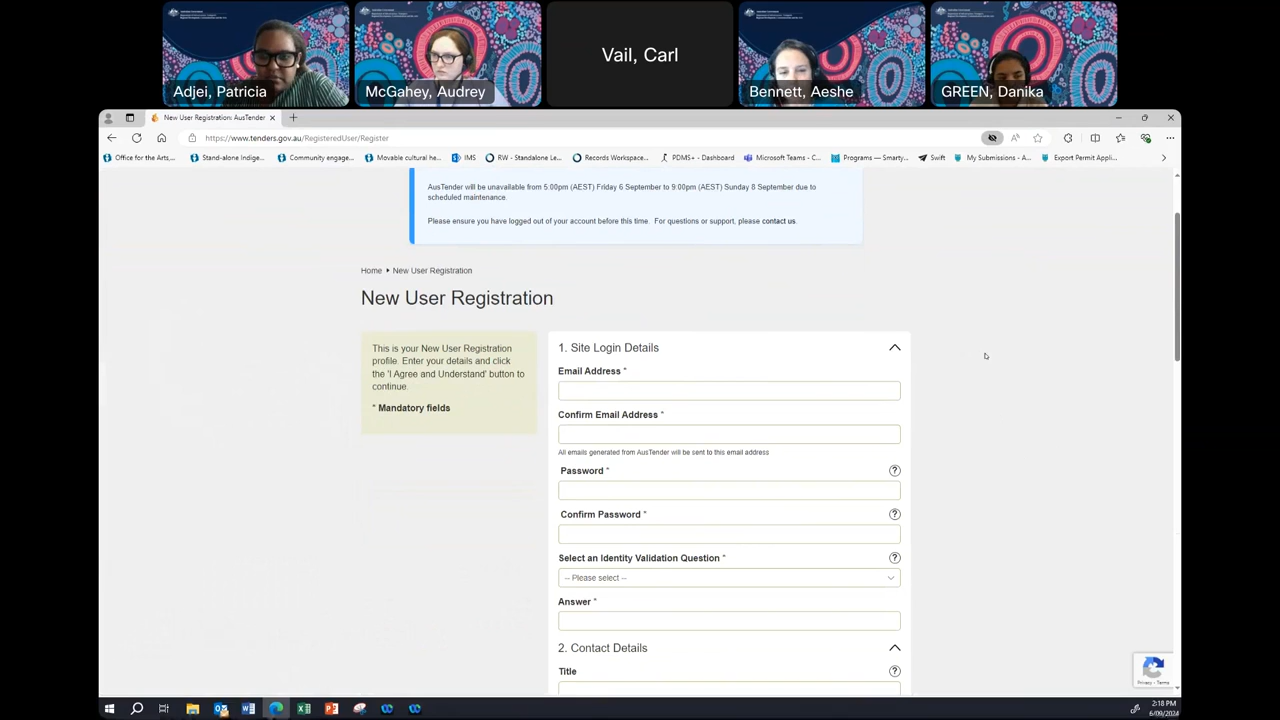 Adjei, Patricia
McGahey, Audrey
Vail, Carl
Bennett, Aeshe
GREEN, Danika
New User Registration: AusTender
https://www.tenders.gov.au/RegisteredUser/Register
Office for the Arts,...
Stand-alone Indige...
Community engage...
Movable cultural he...
IMS
RW - Standalone Le...
Records Workspace...
PDMS+ - Dashboard
Microsoft Teams - C...
Programs — Smarty...
Swift
My Submissions - A...
Export Permit Appli...
AusTender will be unavailable from 5:00pm (AEST) Friday 6 September to 9:00pm (AEST) Sunday 8 September due to
scheduled maintenance.
Please ensure you have logged out of your account before this time. For questions or support, please contact us.
Home ▸ New User Registration
New User Registration
This is your New User Registration
profile. Enter your details and click
the 'I Agree and Understand' button to
continue.
* Mandatory fields
1. Site Login Details
Email Address *
Confirm Email Address *
All emails generated from AusTender will be sent to this email address
Password *
Confirm Password *
Select an Identity Validation Question *
-- Please select --
Answer *
2. Contact Details
Title
Privacy - Terms
2:18 PM
6/09/2024